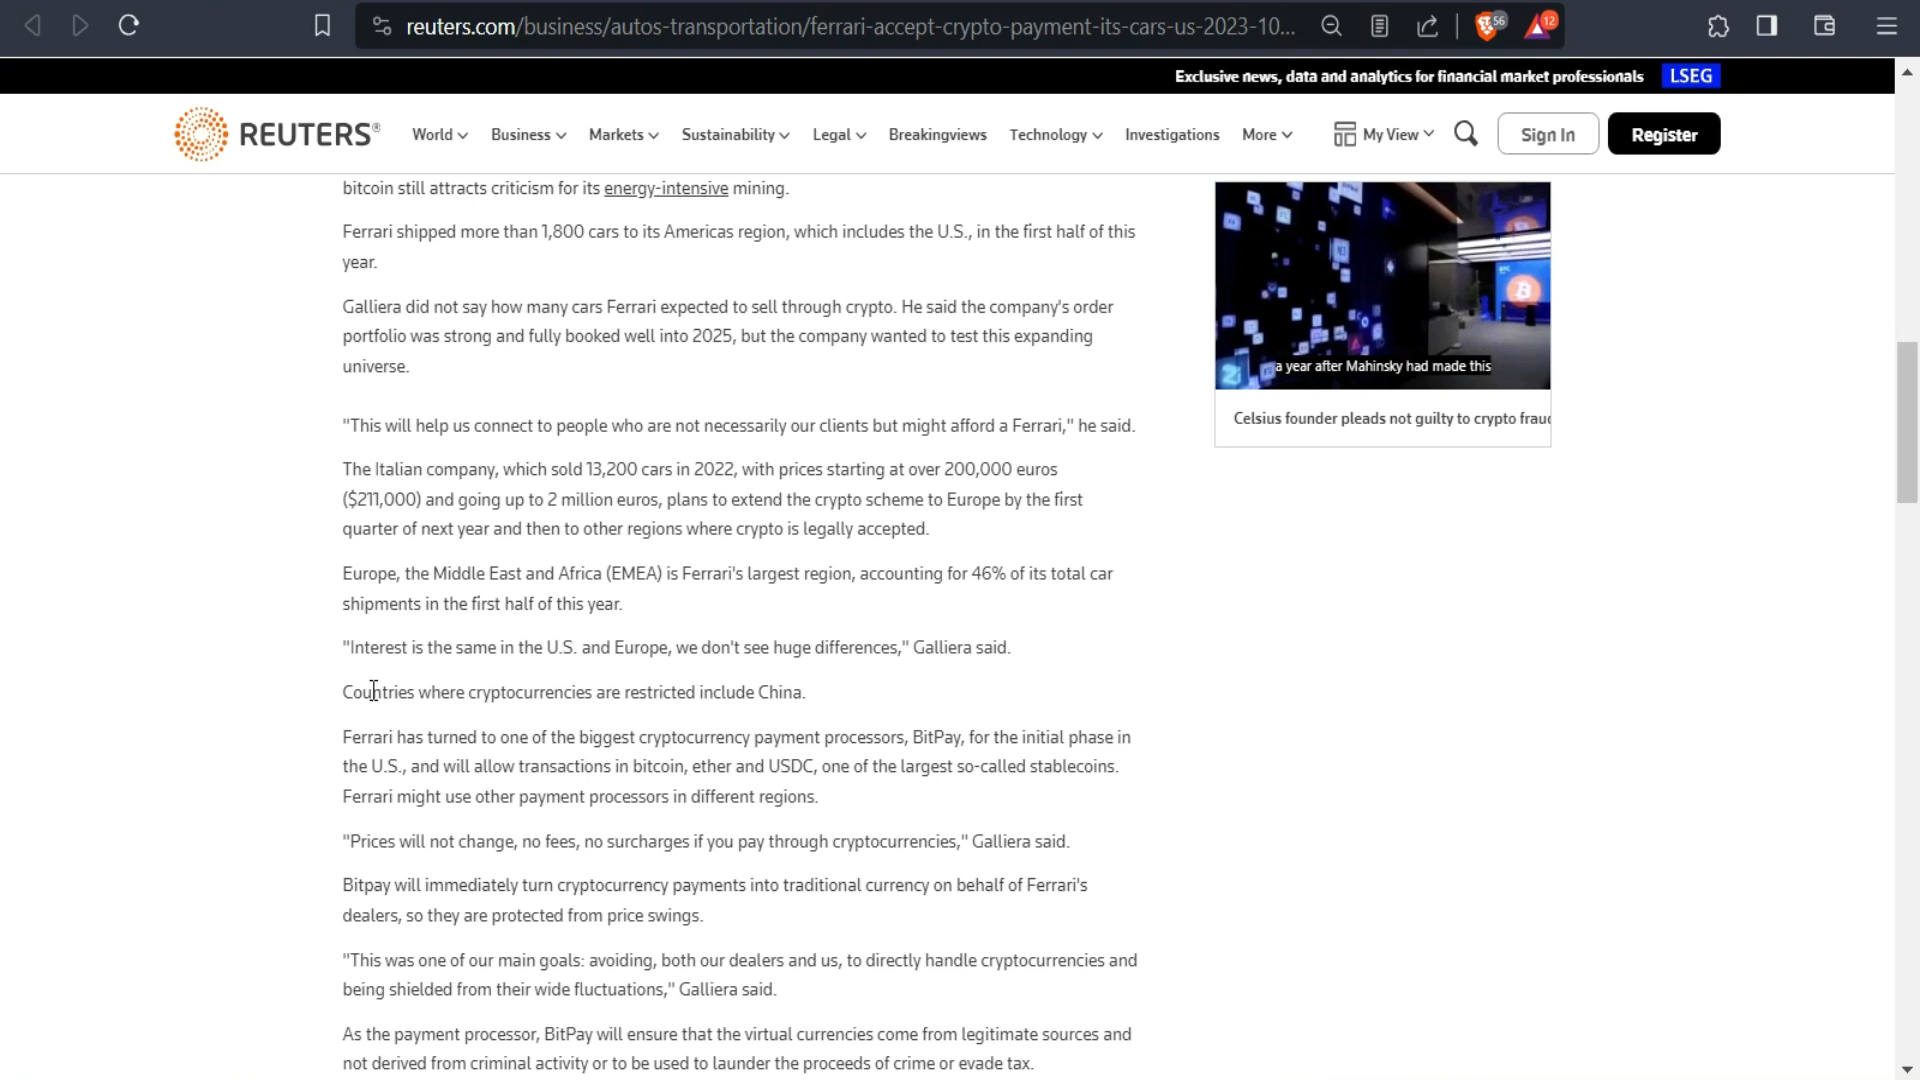 reuters.com/business/autos-transportation/ferrari-accept-crypto-payment-its-cars-us-2023-10...
56
12
Exclusive news, data and analytics for financial market professionals LSEG
REUTERS®
World Business Markets Sustainability Legal Breakingviews Technology Investigations More My View Sign In Register
bitcoin still attracts criticism for its energy-intensive mining.
Ferrari shipped more than 1,800 cars to its Americas region, which includes the U.S., in the first half of this
year.
Galliera did not say how many cars Ferrari expected to sell through crypto. He said the company's order
portfolio was strong and fully booked well into 2025, but the company wanted to test this expanding
universe.
"This will help us connect to people who are not necessarily our clients but might afford a Ferrari," he said.
The Italian company, which sold 13,200 cars in 2022, with prices starting at over 200,000 euros
($211,000) and going up to 2 million euros, plans to extend the crypto scheme to Europe by the first
quarter of next year and then to other regions where crypto is legally accepted.
Europe, the Middle East and Africa (EMEA) is Ferrari's largest region, accounting for 46% of its total car
shipments in the first half of this year.
"Interest is the same in the U.S. and Europe, we don't see huge differences," Galliera said.
Countries where cryptocurrencies are restricted include China.
Ferrari has turned to one of the biggest cryptocurrency payment processors, BitPay, for the initial phase in
the U.S., and will allow transactions in bitcoin, ether and USDC, one of the largest so-called stablecoins.
Ferrari might use other payment processors in different regions.
"Prices will not change, no fees, no surcharges if you pay through cryptocurrencies," Galliera said.
Bitpay will immediately turn cryptocurrency payments into traditional currency on behalf of Ferrari's
dealers, so they are protected from price swings.
"This was one of our main goals: avoiding, both our dealers and us, to directly handle cryptocurrencies and
being shielded from their wide fluctuations," Galliera said.
As the payment processor, BitPay will ensure that the virtual currencies come from legitimate sources and
not derived from criminal activity or to be used to launder the proceeds of crime or evade tax.
a year after Mahinsky had made this
Celsius founder pleads not guilty to crypto frau